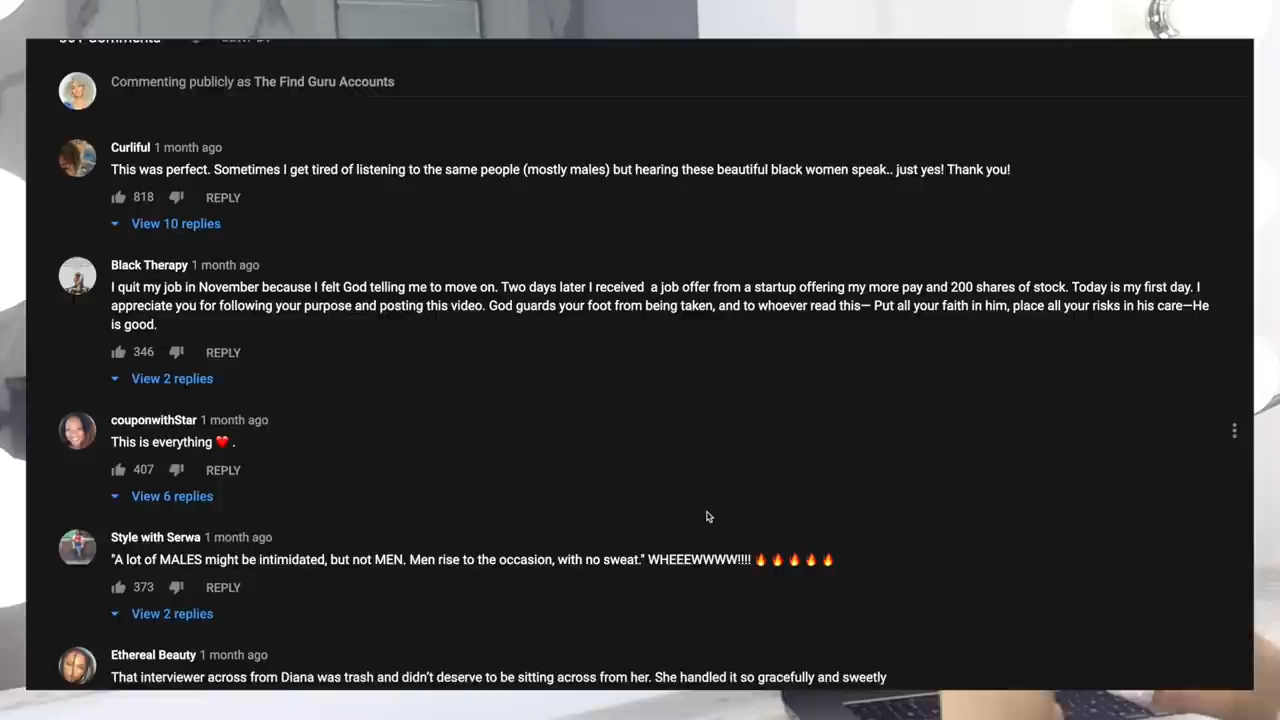 Commenting publicly as The Find Guru Accounts
Curliful 1 month ago
This was perfect. Sometimes I get tired of listening to the same people (mostly males) but hearing these beautiful black women speak.. just yes! Thank you!
818 REPLY
View 10 replies
Black Therapy 1 month ago
I quit my job in November because I felt God telling me to move on. Two days later I received a job offer from a startup offering my more pay and 200 shares of stock. Today is my first day. I
appreciate you for following your purpose and posting this video. God guards your foot from being taken, and to whoever read this— Put all your faith in him, place all your risks in his care—He
is good.
346 REPLY
View 2 replies
couponwithStar 1 month ago
This is everything ❤️ .
407 REPLY
View 6 replies
Style with Serwa 1 month ago
"A lot of MALES might be intimidated, but not MEN. Men rise to the occasion, with no sweat." WHEEEWWWW!!!! 🔥🔥🔥🔥🔥
373 REPLY
View 2 replies
Ethereal Beauty 1 month ago
That interviewer across from Diana was trash and didn't deserve to be sitting across from her. She handled it so gracefully and sweetly